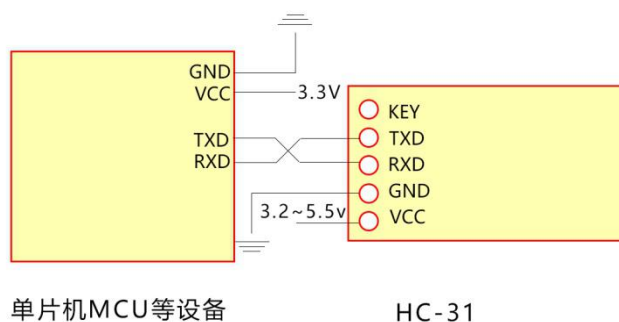 GND
VCC
3.3V
TXD
RXD
KEY
TXD
RXD
GND
3.2~5.5v
VCC
单片机MCU等设备
HC-31